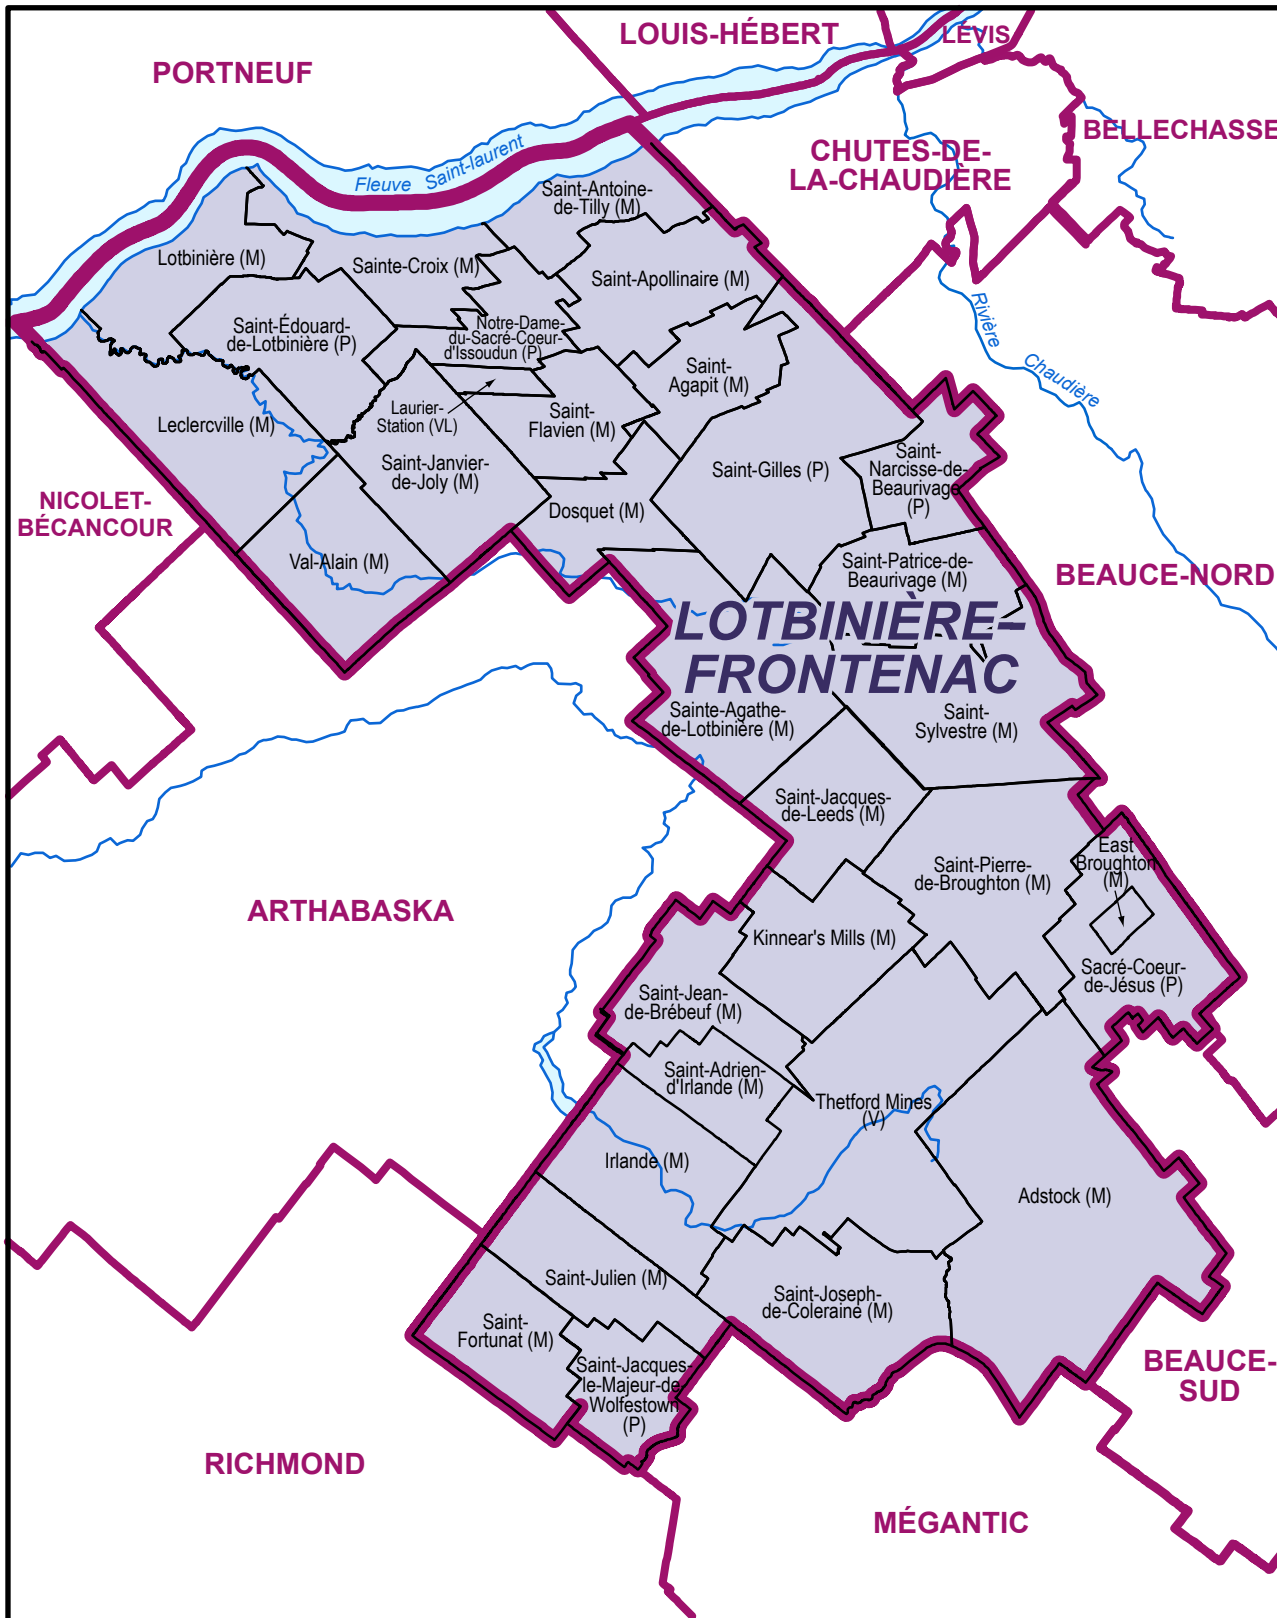 LOUIS-HÉBERT
LÉVIS
PORTNEUF
BELLECHASSE
CHUTES-DE-
LA-CHAUDIÈRE
Fleuve Saint-laurent
Saint-Antoine-
de-Tilly (M)
Lotbinière (M)
Sainte-Croix (M)
Saint-Apollinaire (M)
Rivière
Chaudière
Saint-Édouard-
de-Lotbinière (P)
Notre-Dame-
du-Sacré-Coeur-
d'Issoudun (P)
Saint-
Agapit (M)
Laurier-
Station (VL)
Saint-
Flavien (M)
Leclercville (M)
Saint-Janvier-
de-Joly (M)
Saint-Gilles (P)
Saint-
Narcisse-de-
Beaurivage
(P)
NICOLET-
BÉCANCOUR
Dosquet (M)
Val-Alain (M)
Saint-Patrice-de-
Beaurivage (M)
BEAUCE-NORD
LOTBINIÈRE–
FRONTENAC
Sainte-Agathe-
de-Lotbinière (M)
Saint-
Sylvestre (M)
Saint-Jacques-
de-Leeds (M)
Saint-Pierre-
de-Broughton (M)
East
Broughton
(M)
ARTHABASKA
Kinnear's Mills (M)
Sacré-Coeur-
de-Jésus (P)
Saint-Jean-
de-Brébeuf (M)
Saint-Adrien-
d'Irlande (M)
Thetford Mines
(V)
Irlande (M)
Adstock (M)
Saint-Julien (M)
Saint-Joseph-
de-Coleraine (M)
Saint-
Fortunat (M)
Saint-Jacques-
le-Majeur-de-
Wolfestown
(P)
BEAUCE-
SUD
RICHMOND
MÉGANTIC